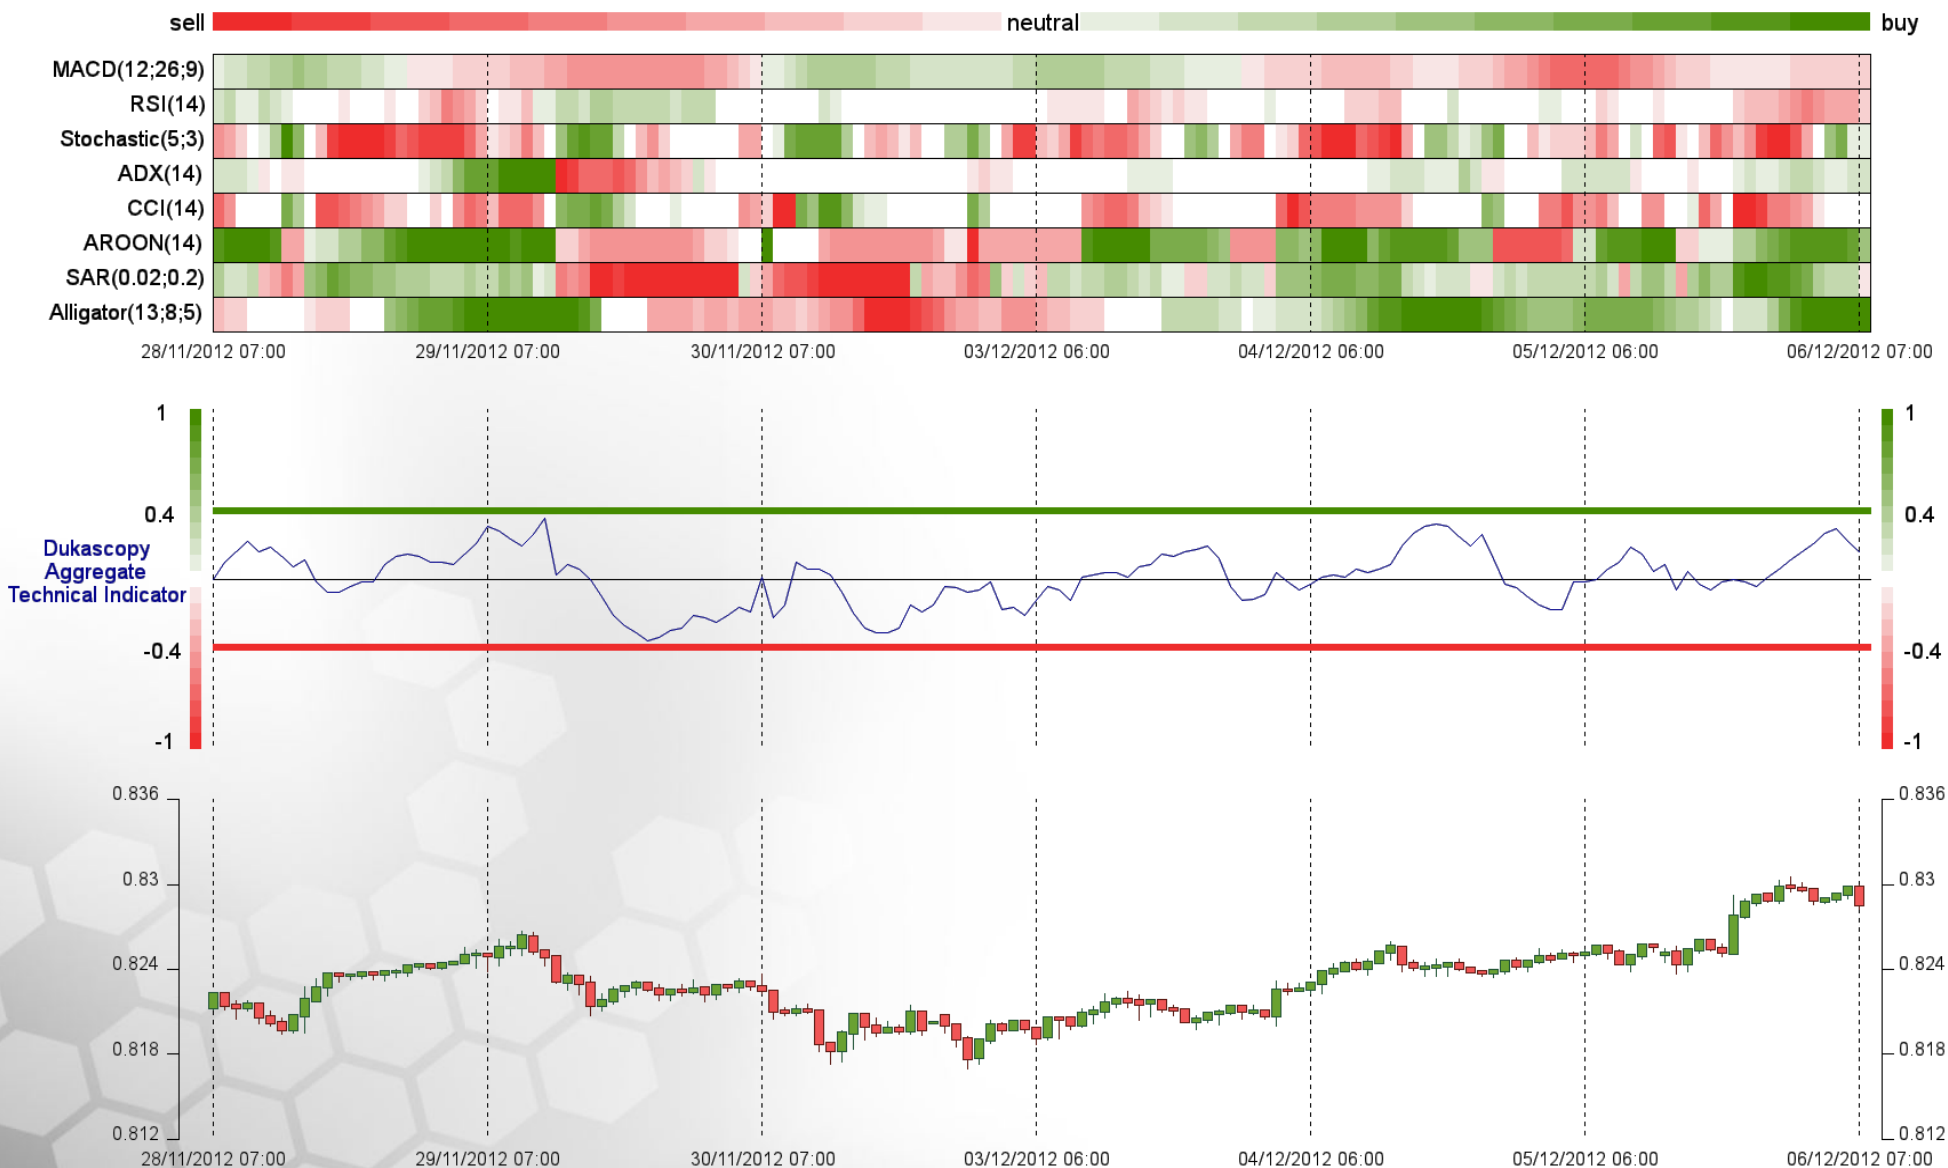 sell neutral buy
MACD(12;26;9)
RSI(14)
Stochastic(5;3)
ADX(14)
CCI(14)
AROON(14)
SAR(0.02;0.2)
Alligator(13;8;5)
28/11/2012 07:00 29/11/2012 07:00 30/11/2012 07:00 03/12/2012 06:00 04/12/2012 06:00 05/12/2012 06:00 06/12/2012 07:00
1 1
0.4 0.4
Dukascopy
Aggregate
Technical Indicator
-0.4 -0.4
-1 -1
0.836 0.836
0.83 0.83
0.824 0.824
0.818 0.818
0.812 0.812
28/11/2012 07:00 29/11/2012 07:00 30/11/2012 07:00 03/12/2012 06:00 04/12/2012 06:00 05/12/2012 06:00 06/12/2012 07:00